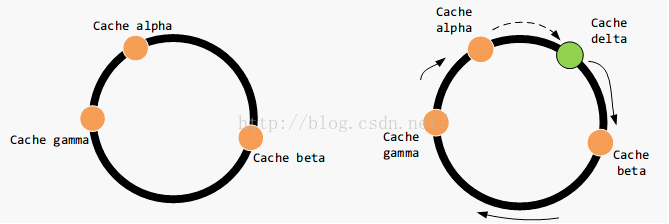 Cache alpha
Cache gamma
Cache beta
Cache
alpha
Cache
delta
Cache
gamma
Cache
beta
http://blog.csdn.net